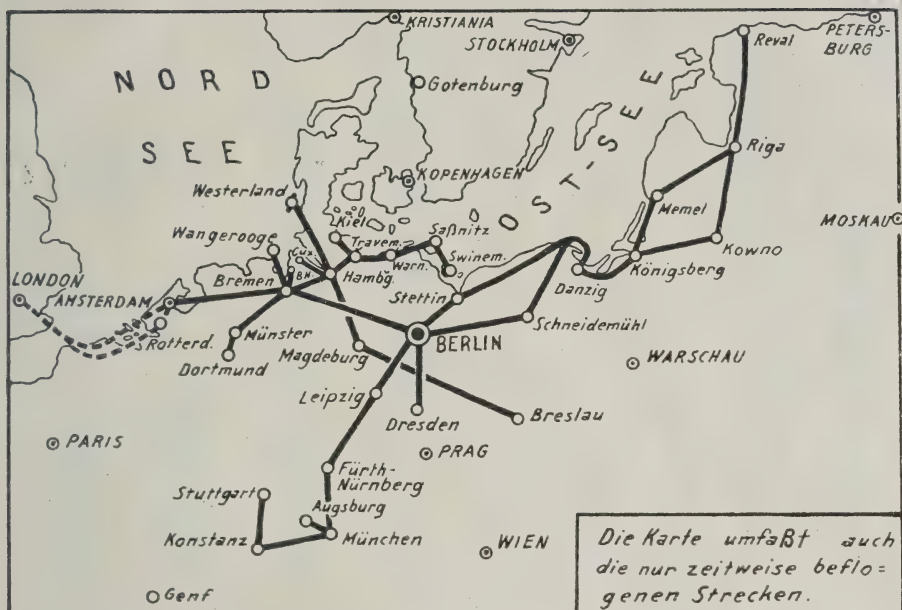 KRISTIANIA
STOCKHOLM
Reval
PETERS-
BURG
NORD
SEE
Gotenburg
OST-SEE
Riga
KOPENHAGEN
Westerland
Memel
MOSKAU
Kiel
Saßnitz
Travem.
Wangerooge
Cux.
Warn.
Swinem.
Kowno
B.H.
Hambg.
Königsberg
Danzig
LONDON
AMSTERDAM
Bremen
Stettin
Rotterd.
Münster
Schneidemühl
BERLIN
Dortmund
Magdeburg
WARSCHAU
Leipzig
Dresden
Breslau
PARIS
PRAG
Fürth-
Nürnberg
Stuttgart
Augsburg
Konstanz
München
WIEN
Genf
Die Karte umfaßt auch
die nur zeitweise beflo=
genen Strecken.